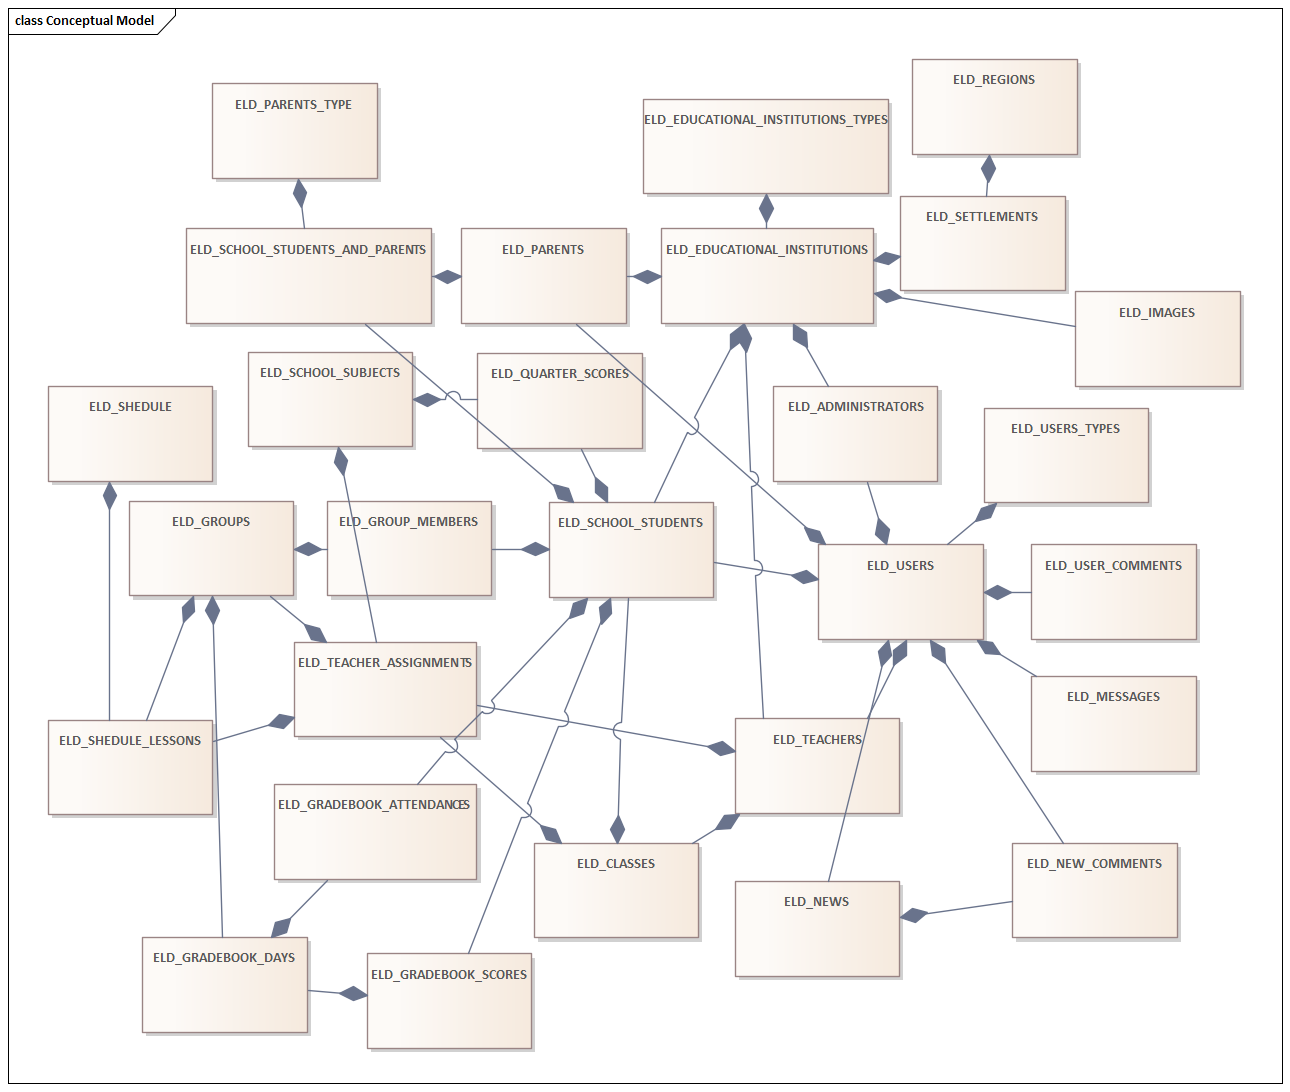 class Conceptual Model
ELD_REGIONS
ELD_PARENTS_TYPE
ELD_EDUCATIONAL_INSTITUTIONS_TYPES
ELD_SETTLEMENTS
ELD_SCHOOL_STUDENTS_AND_PARENTS
ELD_PARENTS
ELD_EDUCATIONAL_INSTITUTIONS
ELD_IMAGES
ELD_SCHOOL_SUBJECTS
ELD_QUARTER_SCORES
ELD_SHEDULE
ELD_ADMINISTRATORS
ELD_USERS_TYPES
ELD_GROUPS
ELD_GROUP_MEMBERS
ELD_SCHOOL_STUDENTS
ELD_USERS
ELD_USER_COMMENTS
ELD_TEACHER_ASSIGNMENTS
ELD_MESSAGES
ELD_SHEDULE_LESSONS
ELD_TEACHERS
ELD_GRADEBOOK_ATTENDANCES
ELD_CLASSES
ELD_NEW_COMMENTS
ELD_NEWS
ELD_GRADEBOOK_DAYS
ELD_GRADEBOOK_SCORES